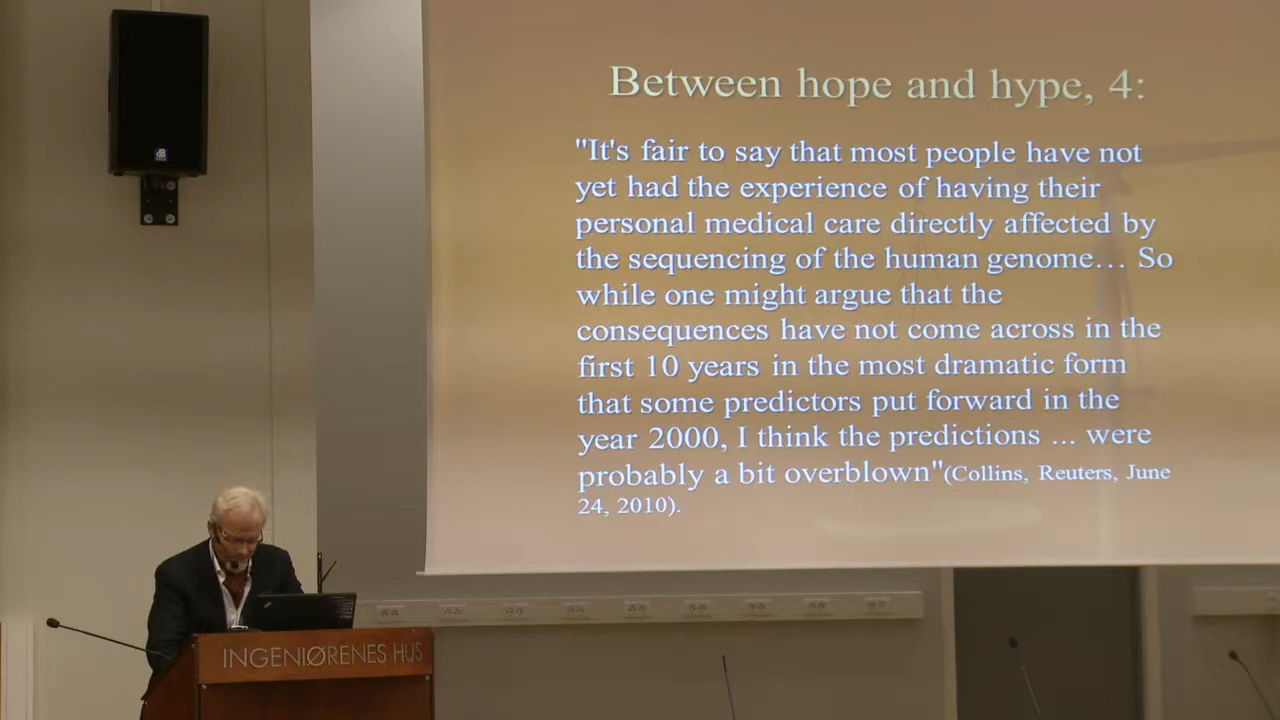 Between hope and hype, 4:
"It's fair to say that most people have not
yet had the experience of having their
personal medical care directly affected by
the sequencing of the human genome… So
while one might argue that the
consequences have not come across in the
first 10 years in the most dramatic form
that some predictors put forward in the
year 2000, I think the predictions ... were
probably a bit overblown"(Collins, Reuters, June
24, 2010).
INGENIØRENES HUS
dB